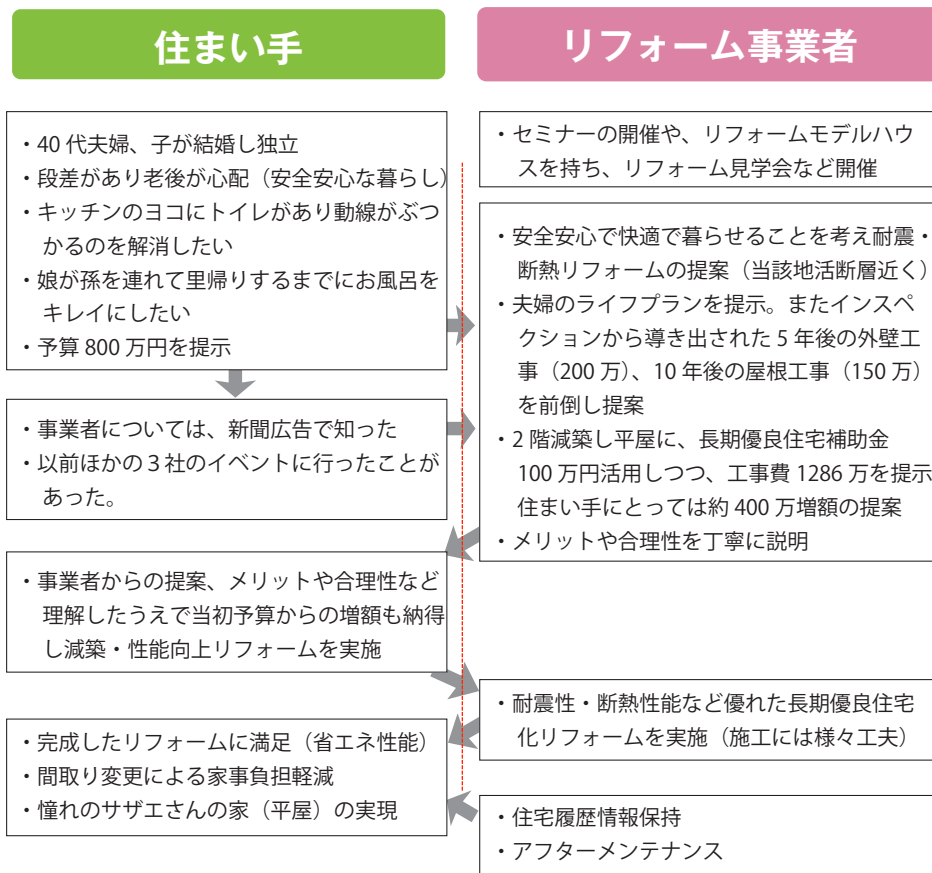 住まい手
・40 代夫婦、子が結婚し独立
・段差があり老後が心配（安全安心な暮らし）
・キッチンのヨコにトイレがあり動線がぶつ
かるのを解消したい
・娘が孫を連れて里帰りするまでにお風呂を
キレイにしたい
・予算 800 万円を提示
・事業者については、新聞広告で知った
・以前ほかの 3 社のイベントに行ったことが
あった。
・事業者からの提案、メリットや合理性など
理解したうえで当初予算からの増額も納得
し減築・性能向上リフォームを実施
・完成したリフォームに満足（省エネ性能）
・間取り変更による家事負担軽減
・憧れのサザエさんの家（平屋）の実現
リフォーム事業者
・セミナーの開催や、リフォームモデルハウ
スを持ち、リフォーム見学会など開催
・安全安心で快適で暮らせることを考え耐震・
断熱リフォームの提案（当該地活断層近く）
・夫婦のライフプランを提示。またインスペ
クションから導き出された 5 年後の外壁工
事（200 万）、10 年後の屋根工事（150 万）
を前倒し提案
・2 階減築し平屋に、長期優良住宅補助金
100 万円活用しつつ、工事費 1286 万を提示
住まい手にとっては約 400 万増額の提案
・メリットや合理性を丁寧に説明
・耐震性・断熱性能など優れた長期優良住宅
化リフォームを実施（施工には様々工夫）
・住宅履歴情報保持
・アフターメンテナンス